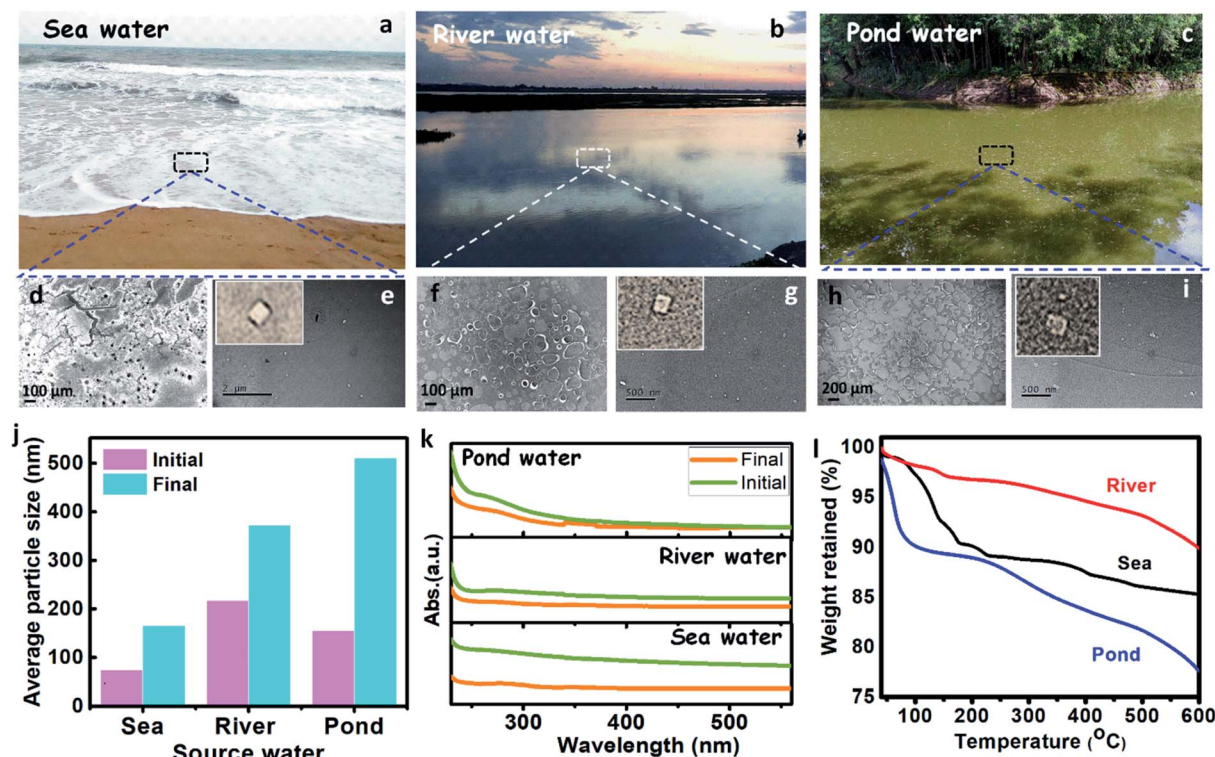 Sea water
a
River water
b
Pond water
c
d
100 µm
e
2 µm
f
100 µm
g
500 nm
h
200 µm
i
500 nm
j
Average particle size (nm)
500
400
300
200
100
0
Initial
Final
Sea
River
Pond
Source water
k
Abs.(a.u.)
Pond water
Final
Initial
River water
Sea water
300
400
500
Wavelength (nm)
l
Weight retained (%)
100
95
90
85
80
75
River
Sea
Pond
100
200
300
400
500
600
Temperature (°C)